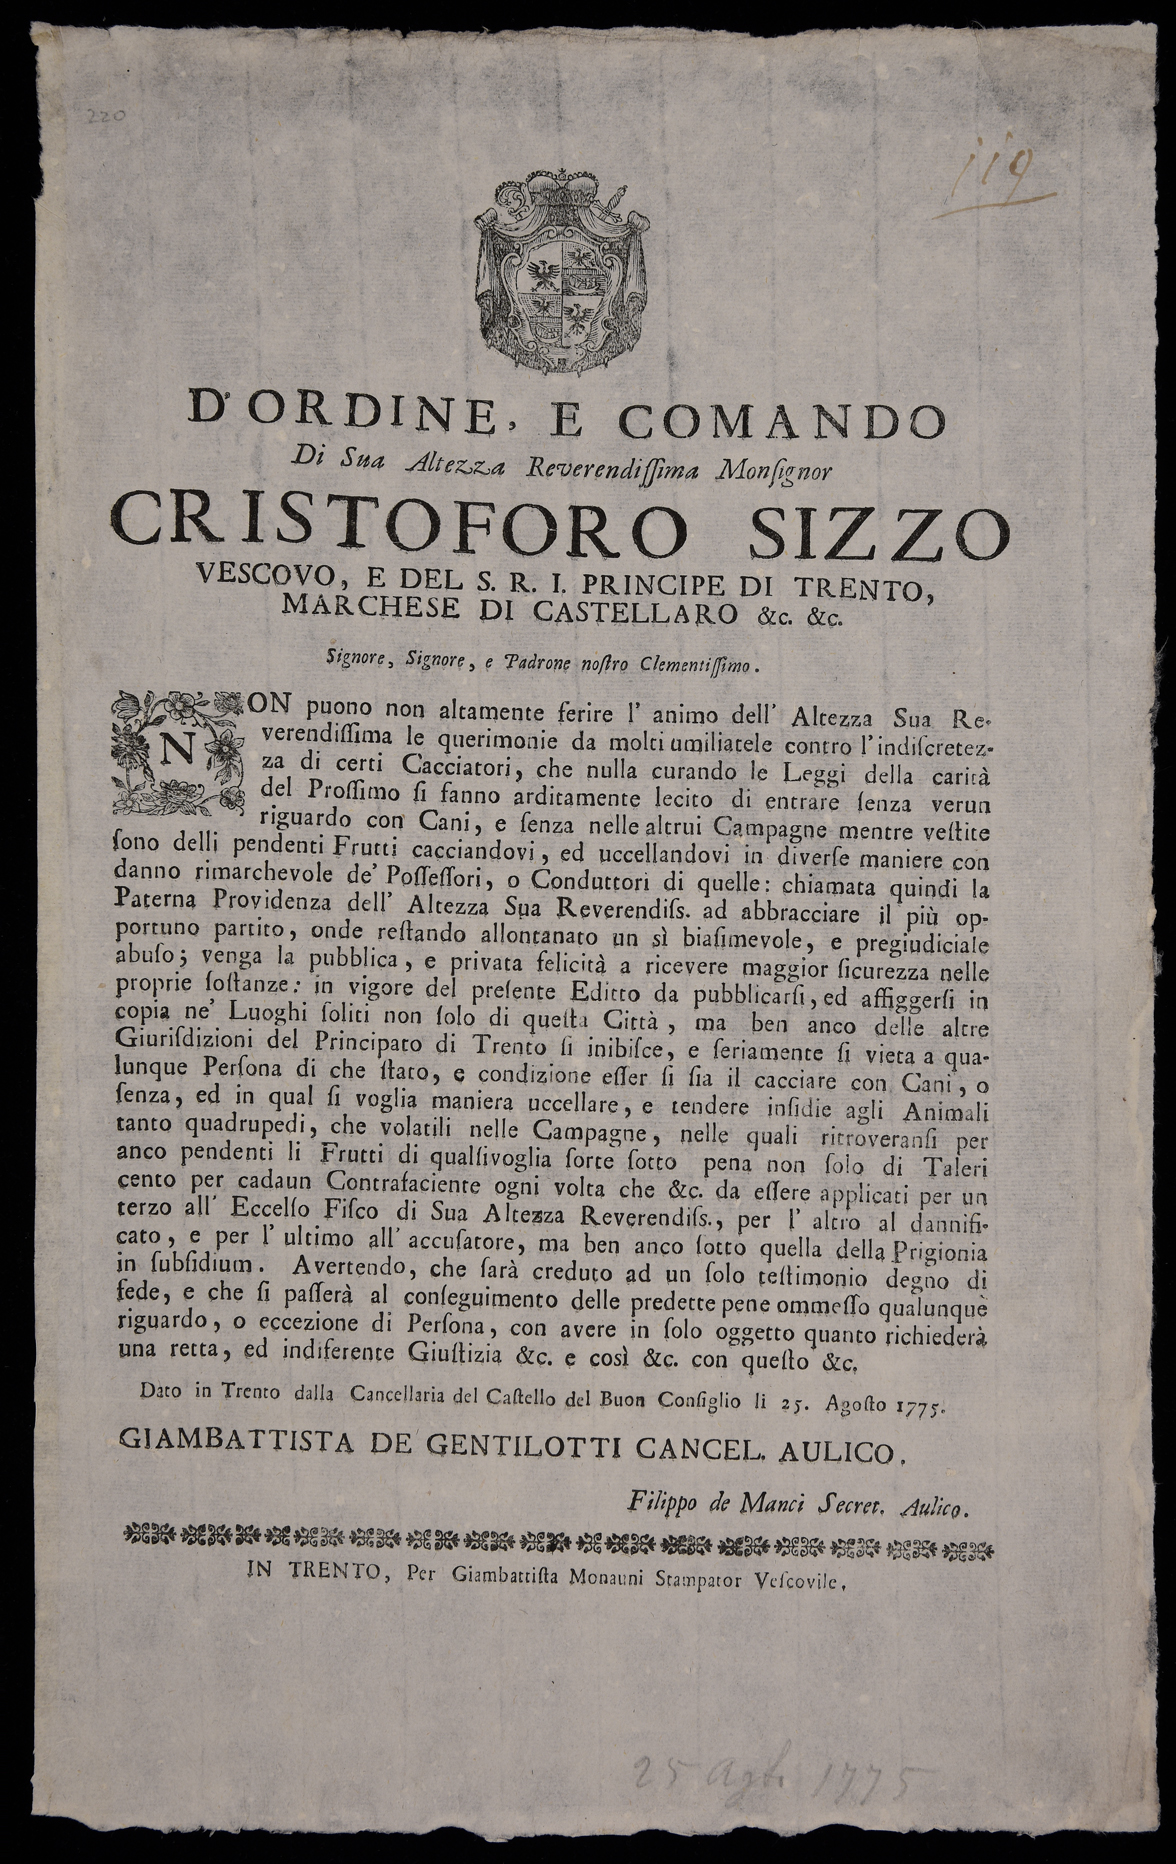 220
119
D'ORDINE, E COMANDO
Di Sua Altezza Reverendiſſima Monſignor
CRISTOFORO SIZZO
VESCOVO, E DEL S. R. I. PRINCIPE DI TRENTO,
MARCHESE DI CASTELLARO &c. &c.
Signore, Signore, e Padrone noſtro Clementiſſimo.
NON puono non altamente ferire l' animo dell' Altezza Sua Re-
verendiſſima le querimonie da molti umiliatele contro l'indiſcretez-
za di certi Cacciatori, che nulla curando le Leggi della carità
del Proſſimo ſi fanno arditamente lecito di entrare ſenza verun
riguardo con Cani, e ſenza nelle altrui Campagne mentre veſtite
ſono delli pendenti Frutti cacciandovi, ed uccellandovi in diverſe maniere con
danno rimarchevole de' Poſſeſſori, o Conduttori di quelle: chiamata quindi la
Paterna Providenza dell' Altezza Sua Reverendiſs. ad abbracciare il più op-
portuno partito, onde reſtando allontanato un sì biaſimevole, e pregiudiciale
abuſo; venga la pubblica, e privata felicità a ricevere maggior ſicurezza nelle
proprie ſoſtanze: in vigore del preſente Editto da pubblicarſi, ed affiggerſi in
copia ne' Luoghi ſoliti non ſolo di queſta Città, ma ben anco delle altre
Giuriſdizioni del Principato di Trento ſi inibiſce, e ſeriamente ſi vieta a qua-
lunque Perſona di che ſtato, e condizione eſſer ſi ſia il cacciare con Cani, o
ſenza, ed in qual ſi voglia maniera uccellare, e tendere inſidie agli Animali
tanto quadrupedi, che volatili nelle Campagne, nelle quali ritroveranſi per
anco pendenti li Frutti di qualſivoglia ſorte ſotto pena non ſolo di Taleri
cento per cadaun Contrafaciente ogni volta che &c. da eſſere applicati per un
terzo all' Eccelſo Fiſco di Sua Altezza Reverendiſs., per l' altro al dannifi-
cato, e per l' ultimo all' accuſatore, ma ben anco ſotto quella della Prigionia
in ſubſidium. Avertendo, che ſarà creduto ad un ſolo teſtimonio degno di
fede, e che ſi paſſerà al conſeguimento delle predette pene ommeſſo qualunquè
riguardo, o eccezione di Perſona, con avere in ſolo oggetto quanto richiederà
una retta, ed indiferente Giuſtizia &c. e così &c. con queſto &c.
Dato in Trento dalla Cancellaria del Caſtello del Buon Conſiglio li 25. Agoſto 1775.
GIAMBATTISTA DE GENTILOTTI CANCEL. AULICO.
Filippo de Manci Secret. Aulico.
IN TRENTO, Per Giambattiſta Monauni Stampator Veſcovile.
25 Agt. 1775